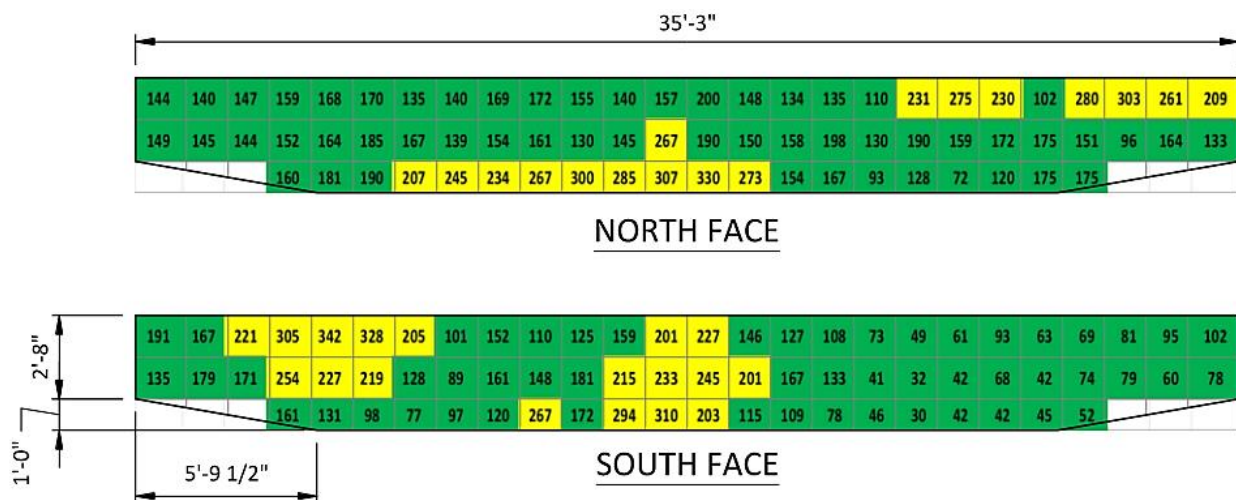 35'-3"
144 140 147 159 168 170 135 140 169 172 155 140 157 200 148 134 135 110 231 275 230 102 280 303 261 209
149 145 144 152 164 185 167 139 154 161 130 145 267 190 150 158 198 130 190 159 172 175 151 96 164 133
160 181 190 207 245 234 267 300 285 307 330 273 154 167 93 128 72 120 175 175
NORTH FACE
2'-8"
191 167 221 305 342 328 205 101 152 110 125 159 201 227 146 127 108 73 49 61 93 63 69 81 95 102
135 179 171 254 227 219 128 89 161 148 181 215 233 245 201 167 133 41 32 42 68 42 74 79 60 78
1'-0"
161 131 98 77 97 120 267 172 294 310 203 115 109 78 46 30 42 42 45 52
5'-9 1/2"
SOUTH FACE